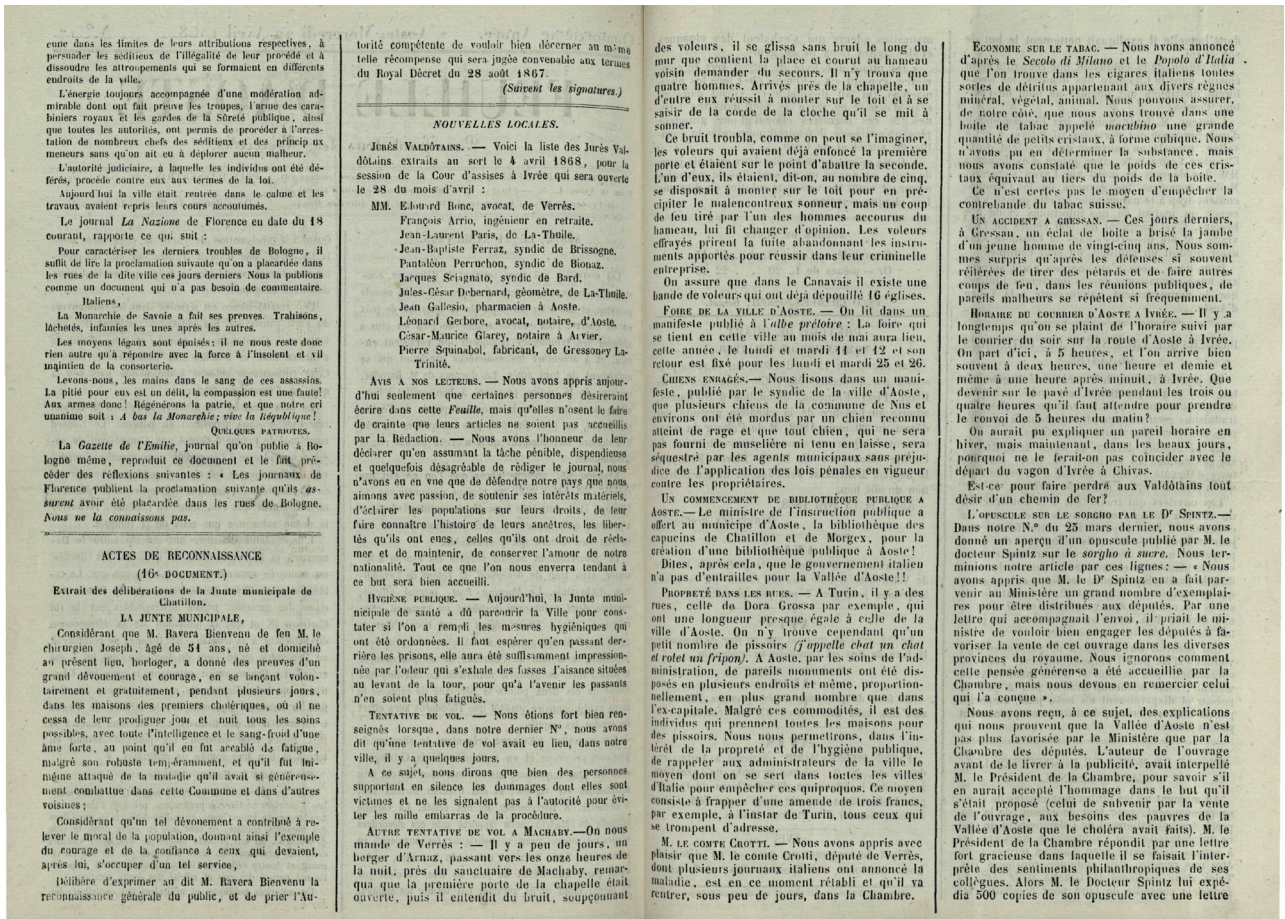 cune dans les limites de leurs attributions respectives, à
persuader les séditieux de l'illégalité de leur procédé et à
dissoudre les attroupements qui se formaient en différents
endroits de la ville.
L'énergie toujours accompagnée d'une modération ad-
mirable dont ont fait preuve les troupes, l'arme des cara-
biniers royaux et les gardes de la Sûreté publique, ainsi
que toutes les autorités, ont permis de procéder à l'arres-
tation de nombreux chefs des séditieux et des princip ux
meneurs sans qu'on ait eu à déplorer aucun malheur.
L'autorité judiciaire, à laquelle les individus ont été dé-
férés, procède contre eux aux termes de la loi.
Aujourd'hui la ville était rentrée dans le calme et les
travaux avaient repris leurs cours accoutumés.
Le journal La Nazione de Florence en date du 18
courant, rapporte ce qui suit :
Pour caractériser les derniers troubles de Bologne, il
suffit de lire la proclamation suivante qu'on a placardée dans
les rues de la dite ville ces jours derniers Nous la publions
comme un document qui n'a pas besoin de commentaire.
Italiens,
La Monarchie de Savoie a fait ses preuves. Trahisons,
lâchetés, infamies les unes après les autres.
Les moyens légaux sont épuisés: il ne nous reste donc
rien autre qu'à répondre avec la force à l'insolent et vil
maintien de la consorterie.
Levons-nous, les mains dans le sang de ces assassins.
La pitié pour eux est un délit, la compassion est une faute!
Aux armes donc! Régénérons la patrie, et que notre cri
unanime soit : A bas la Monarchie; vive la République!
QUELQUES PATRIOTES.
La Gazette de l'Emilie, journal qu'on publie à Bo-
logne même, reproduit ce document et le fait pré-
céder des réflexions suivantes : « Les journaux de
Florence publient la proclamation suivante qu'ils as-
surent avoir été placardée dans les rues de Bologne.
Nous ne la connaissons pas.
ACTES DE RECONNAISSANCE
(16e DOCUMENT.)
Extrait des délibérations de la Junte municipale de
Chatillon.
LA JUNTE MUNICIPALE,
Considérant que M. Ravera Bienvenu de feu M. le
chirurgien Joseph, âgé de 51 ans, né et domicilié
au présent lieu, horloger, a donné des preuves d'un
grand dévouement et courage, en se lançant volon-
tairement et gratuitement, pendant plusieurs jours,
dans les maisons des premiers cholériques, où il ne
cessa de leur prodiguer jour et nuit tous les soins
possibles, avec toute l'intelligence et le sang-froid d'une
âme forte, au point qu'il en fut accablé de fatigue,
malgré son robuste tempérament, et qu'il fut lui-
même attaqué de la maladie qu'il avait si généreuse-
ment combattue dans cette Commune et dans d'autres
voisines;
Considérant qu'un tel dévouement a contribué à re-
lever le moral de la population, donnant ainsi l'exemple
du courage et de la confiance à ceux qui devaient,
après lui, s'occuper d'un tel service,
Délibère d'exprimer au dit M. Ravera Bienvenu la
reconnaissance générale du public, et de prier l'Au-
torité compétente de vouloir bien décerner au même
telle récompense qui sera jugée convenable aux termes
du Royal Décret du 28 août 1867.
(Suivent les signatures.)
NOUVELLES LOCALES.
JURÉS VALDÔTAINS. — Voici la liste des Jurés Val-
dôtains extraits au sort le 4 avril 1868, pour la
session de la Cour d'assises à Ivrée qui sera ouverte
le 28 du mois d'avril :
MM. Edouard Ronc, avocat, de Verrès.
François Arrio, ingénieur en retraite.
Jean-Laurent Paris, de La-Thuile.
Jean-Baptiste Ferraz, syndic de Brissogne.
Pantaléon Perruchon, syndic de Bionaz.
Jacques Sciagnato, syndic de Bard.
Jules-César Debernard, géomètre, de La-Thuile.
Jean Gallesio, pharmacien à Aoste.
Léonard Gerbore, avocat, notaire, d'Aoste.
César-Maurice Glarey, notaire à Arvier.
Pierre Squinabol, fabricant, de Gressoney La-
Trinité.
AVIS A NOS LECTEURS. — Nous avons appris aujour-
d'hui seulement que certaines personnes désireraient
écrire dans cette Feuille, mais qu'elles n'osent le faire
de crainte que leurs articles ne soient pas accueillis
par la Rédaction. — Nous avons l'honneur de leur
déclarer qu'en assumant la tâche pénible, dispendieuse
et quelquefois désagréable de rédiger le journal, nous
n'avons eu en vue que de défendre notre pays que nous
aimons avec passion, de soutenir ses intérêts matériels,
d'éclairer les populations sur leurs droits, de leur
faire connaître l'histoire de leurs ancêtres, les liber-
tés qu'ils ont eues, celles qu'ils ont droit de récla-
mer et de maintenir, de conserver l'amour de notre
nationalité. Tout ce que l'on nous enverra tendant à
ce but sera bien accueilli.
HYGIÈNE PUBLIQUE. — Aujourd'hui, la Junte muni-
nicipale de santé a dû parcourir la Ville pour cons-
tater si l'on a rempli les mesures hygiéniques qui
ont été ordonnées. Il faut espérer qu'en passant der-
rière les prisons, elle aura été suffisamment impression-
née par l'odeur qui s'exhale des fosses d'aisance situées
au levant de la tour, pour qu'à l'avenir les passants
n'en soient plus fatigués.
TENTATIVE DE VOL. — Nous étions fort bien ren-
seignés lorsque, dans notre dernier N°, nous avons
dit qu'une tentative de vol avait eu lieu, dans notre
ville, il y a quelques jours.
A ce sujet, nous dirons que bien des personnes
supportent en silence les dommages dont elles sont
victimes et ne les signalent pas à l'autorité pour évi-
ter les mille embarras de la procédure.
AUTRE TENTATIVE DE VOL A MACHABY.—On nous
mande de Verrès : — Il y a peu de jours, un
berger d'Arnaz, passant vers les onze heures de
la nuit, près du sanctuaire de Machaby, remar-
qua que la première porte de la chapelle était
ouverte, puis il entendit du bruit, soupçonnant
des voleurs, il se glissa sans bruit le long du
mur que contient la place et courut au hameau
voisin demander du secours. Il n'y trouva que
quatre hommes. Arrivés près de la chapelle, un
d'entre eux réussit à monter sur le toit et à se
saisir de la corde de la cloche qu'il se mit à
sonner.
Ce bruit troubla, comme on peut se l'imaginer,
les voleurs qui avaient déjà enfoncé la première
porte et étaient sur le point d'abattre la seconde.
L'un d'eux, ils étaient, dit-on, au nombre de cinq,
se disposait à monter sur le toit pour en pré-
cipiter le malencontreux sonneur, mais un coup
de feu tiré par l'un des hommes accourus du
hameau, lui fit changer d'opinion. Les voleurs
effrayés prirent la fuite abandonnant les instru-
ments apportés pour réussir dans leur criminelle
entreprise.
On assure que dans le Canavais il existe une
bande de voleurs qui ont déjà dépouillé 16 églises.
FOIRE DE LA VILLE D'AOSTE. — On lit dans un
manifeste publié à l'albe prétoire : La foire qui
se tient en cette ville au mois de mai aura lieu,
cette année, le lundi et mardi 11 et 12 et son
retour est fixé pour les lundi et mardi 25 et 26.
CHIENS ENRAGÉS.— Nous lisons dans un mani-
feste, publié par le syndic de la ville d'Aoste,
que plusieurs chiens de la commune de Nus et
environs ont été mordus par un chien reconnu
atteint de rage et que tout chien, qui ne sera
pas fourni de muselière ni tenu en laisse, sera
séquestré par les agents municipaux sans préju-
dice de l'application des lois pénales en vigueur
contre les propriétaires.
UN COMMENCEMENT DE BIBLIOTHÈQUE PUBLIQUE A
AOSTE.— Le ministre de l'instruction publique a
offert au municipe d'Aoste, la bibliothèque des
capucins de Chatillon et de Morgex, pour la
création d'une bibliothèque publique à Aoste!
Dites, après cela, que le gouvernement italien
n'a pas d'entrailles pour la Vallée d'Aoste!!
PROPRETÉ DANS LES RUES. — A Turin, il y a des
rues, celle de Dora Grossa par exemple, qui
ont une longueur presque égale à celle de la
ville d'Aoste. On n'y trouve cependant qu'un
petit nombre de pissoirs (j'appelle chat un chat
et rolet un fripon). A Aoste, par les soins de l'ad-
ministration, de pareils monuments ont été dis-
posés en plusieurs endroits et même, proportion-
nellement, en plus grand nombre que dans
l'ex-capitale. Malgré ces commodités, il est des
individus qui prennent toutes les maisons pour
des pissoirs. Nous nous permettrons, dans l'in-
térêt de la propreté et de l'hygiène publique,
de rappeler aux administrateurs de la ville le
moyen dont on se sert dans toutes les villes
d'Italie pour empêcher ces quiproquos. Ce moyen
consiste à frapper d'une amende de trois francs,
par exemple, à l'instar de Turin, tous ceux qui
se trompent d'adresse.
M. LE COMTE CROTTI. — Nous avons appris avec
plaisir que M. le comte Crotti, député de Verrès,
dont plusieurs journaux italiens ont annoncé la
maladie, est en ce moment rétabli et qu'il va
rentrer, sous peu de jours, dans la Chambre.
ECONOMIE SUR LE TABAC. — Nous avons annoncé
d'après le Secolo di Milano et le Popolo d'Italia
que l'on trouve dans les cigares italiens toutes
sortes de détritus appartenant aux divers règnes
minéral, végétal, animal. Nous pouvons assurer,
de notre côté, que nous avons trouvé dans une
boîte de tabac appelé macubino une grande
quantité de petits cristaux, à forme cubique. Nous
n'avons pu en déterminer la substance, mais
nous avons constaté que le poids de ces cris-
taux équivant au tiers du poids de la boîte.
Ce n'est certes pas le moyen d'empêcher la
contrebande du tabac suisse.
UN ACCIDENT A GRESSAN. — Ces jours derniers,
à Gressan, un éclat de boîte a brisé la jambe
d'un jeune homme de vingt-cinq ans. Nous som-
mes surpris qu'après les défenses si souvent
réitérées de tirer des pétards et de faire autres
coups de feu, dans les réunions publiques, de
pareils malheurs se répètent si fréquemment.
HORAIRE DU COURRIER D'AOSTE A IVRÉE. — Il y a
longtemps qu'on se plaint de l'horaire suivi par
le courier du soir sur la route d'Aoste à Ivrée.
On part d'ici, à 5 heures, et l'on arrive bien
souvent à deux heures, une heure et demie et
même à une heure après minuit, à Ivrée. Que
devenir sur le pavé d'Ivrée pendant les trois ou
quatre heures qu'il faut attendre pour prendre
le convoi de 5 heures du matin?
On aurait pu expliquer un pareil horaire en
hiver, mais maintenant, dans les beaux jours,
pourquoi ne le ferait-on pas coïncider avec le
départ du vagon d'Ivrée à Chivas.
Est-ce pour faire perdre aux Valdôtains tout
désir d'un chemin de fer?
L'OPUSCULE SUR LE SORGHO PAR LE Dr SPINTZ.—
Dans notre N.° du 25 mars dernier, nous avons
donné un aperçu d'un opuscule publié par M. le
docteur Spintz sur le sorgho à sucre. Nous ter-
minions notre article par ces lignes : — « Nous
avons appris que M. le Dr Spintz en a fait par-
venir au Ministère un grand nombre d'exemplai-
res pour être distribués aux députés. Par une
lettre qui accompagnait l'envoi, il priait le mi-
nistre de vouloir bien engager les députés à fa-
voriser la vente de cet ouvrage dans les diverses
provinces du royaume. Nous ignorons comment
cette pensée généreuse a été accueillie par la
Chambre, mais nous devons en remercier celui
qui l'a conçue ».
Nous avons reçu, à ce sujet, des explications
qui nous prouvent que la Vallée d'Aoste n'est
pas plus favorisée par le Ministère que par la
Chambre des députés. L'auteur de l'ouvrage
avant de le livrer à la publicité, avait interpellé
M. le Président de la Chambre, pour savoir s'il
en aurait accepté l'hommage dans le but qu'il
s'était proposé (celui de subvenir par la vente
de l'ouvrage, aux besoins des pauvres de la
Vallée d'Aoste que le choléra avait faits). M. le
Président de la Chambre répondit par une lettre
fort gracieuse dans laquelle il se faisait l'inter-
prète des sentiments philanthropiques de ses
collègues. Alors M. le Docteur Spintz lui expé-
dia 500 copies de son opuscule avec une lettre